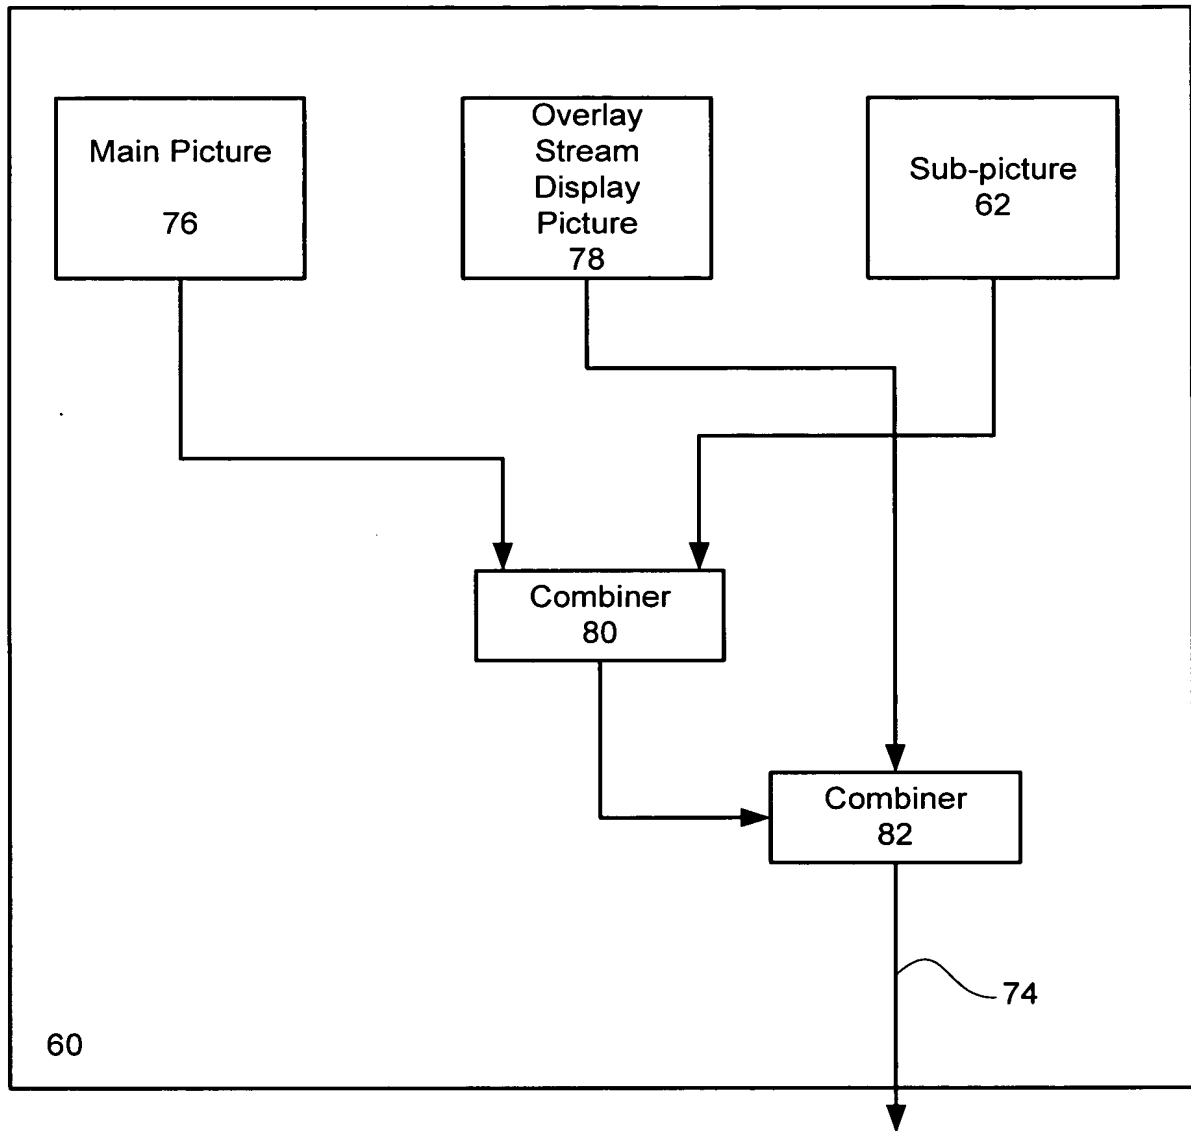 Main Picture
76
Overlay
Stream
Display
Picture
78
Sub-picture
62
Combiner
80
Combiner
82
74
60